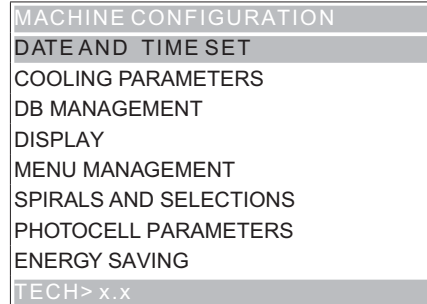 MACHINE CONFIGURATION
DATE AND TIME SET
COOLING PARAMETERS
DB MANAGEMENT
DISPLAY
MENU MANAGEMENT
SPIRALS AND SELECTIONS
PHOTOCELL PARAMETERS
ENERGY SAVING
TECH> x.x